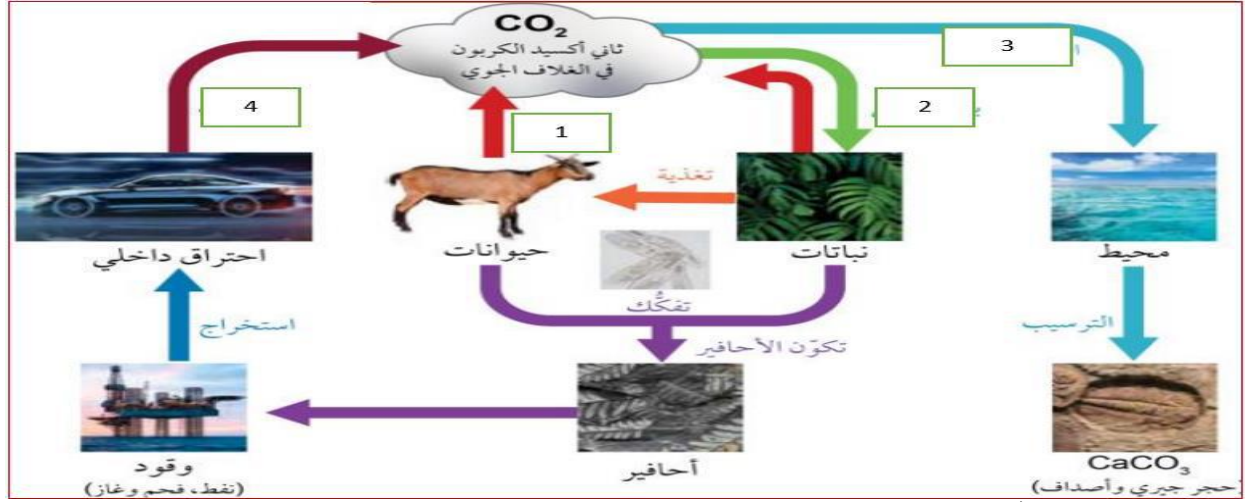 CO₂
ثاني أكسيد الكربون
في الغلاف الجوي
3
4
2
1
تغذية
احتراق داخلي
حيوانات
نباتات
محيط
تفكُّك
استخراج
الترسيب
تكوّن الأحافير
وقود
(نفط، فحم وغاز)
أحافير
CaCO₃
(حجر جيري وأصداف)